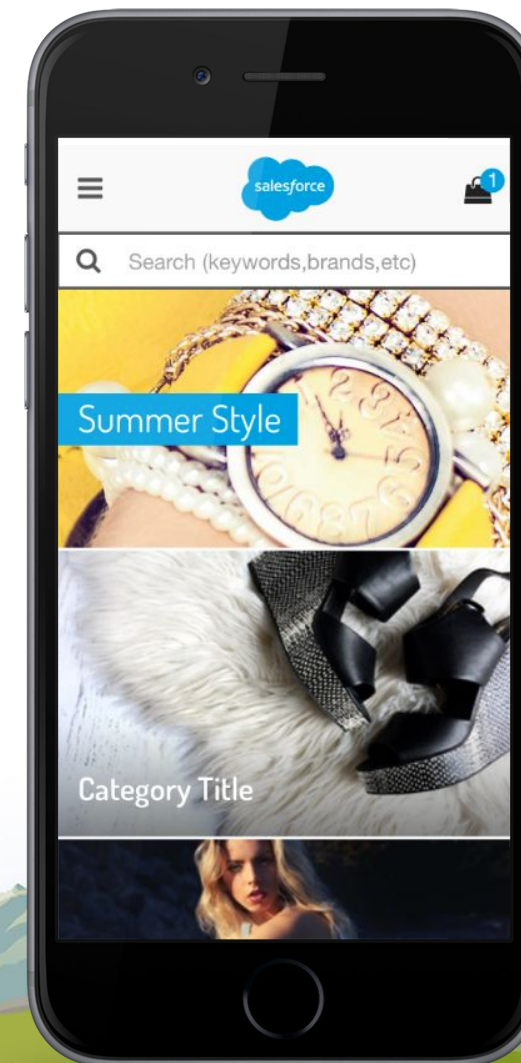 salesforce
1
Search (keywords,brands,etc)
Summer Style
Category Title